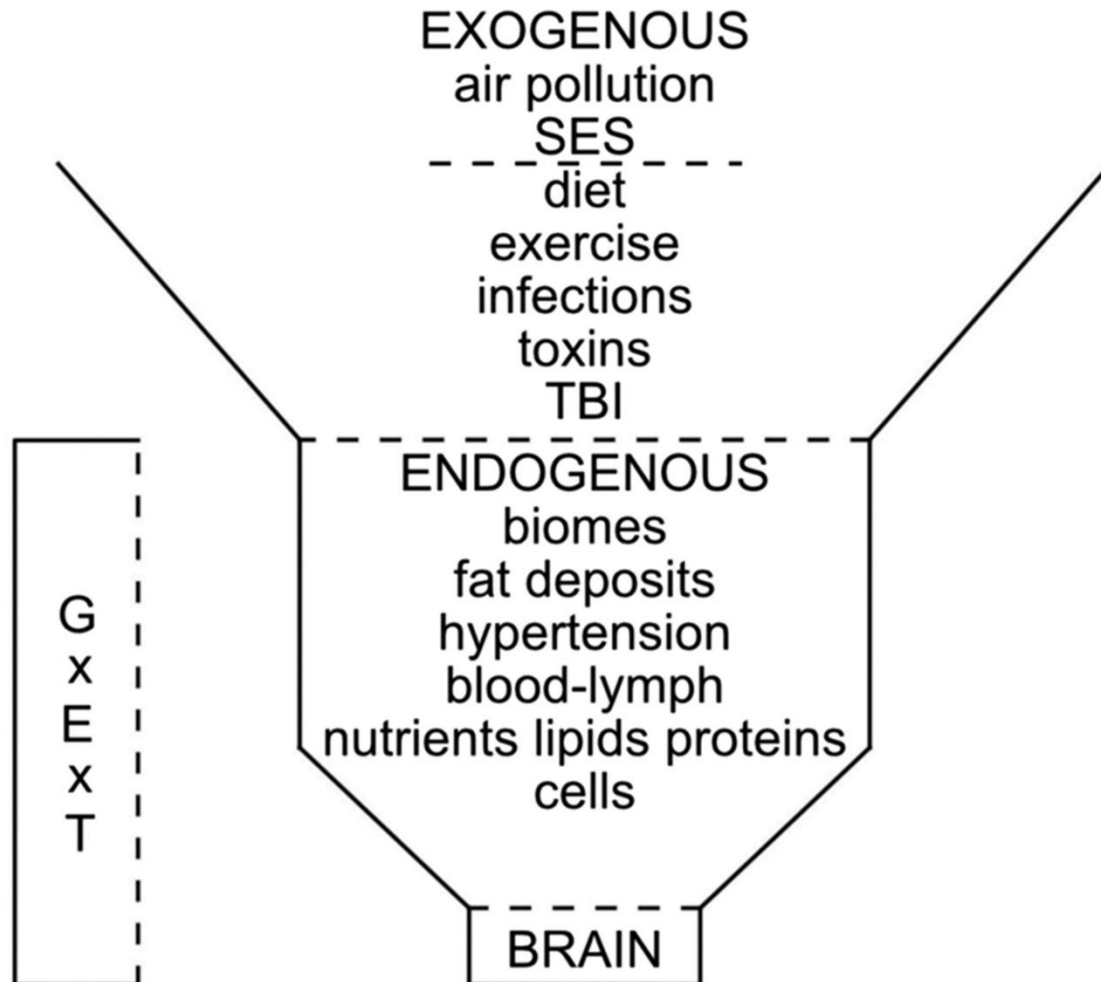 EXOGENOUS
air pollution
SES
diet
exercise
infections
toxins
TBI
ENDOGENOUS
biomes
fat deposits
hypertension
blood-lymph
nutrients lipids proteins
cells
BRAIN
G
x
E
x
T